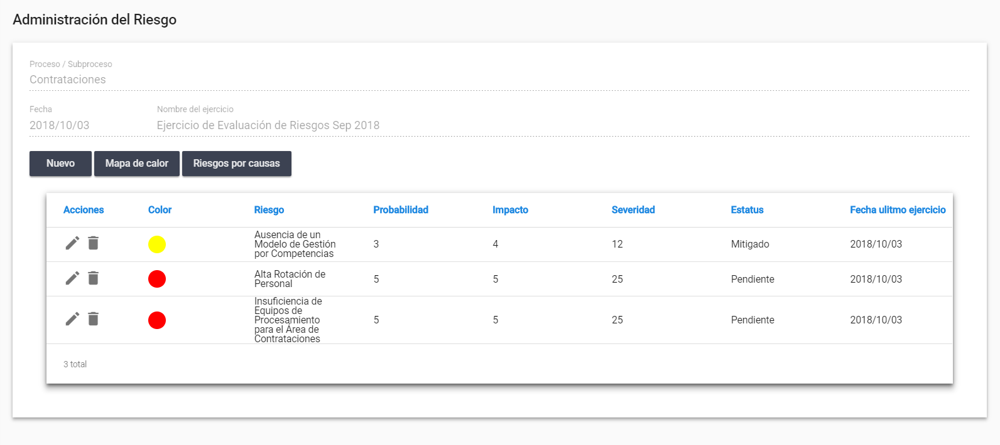 Administración del Riesgo
Proceso / Subproceso
Contrataciones
Fecha Nombre del ejercicio
2018/10/03 Ejercicio de Evaluación de Riesgos Sep 2018
Nuevo Mapa de calor Riesgos por causas
Acciones Color Riesgo Probabilidad Impacto Severidad Estatus Fecha ulitmo ejercicio
Ausencia de un
Modelo de Gestión
por Competencias
3 4 12 Mitigado 2018/10/03
Alta Rotación de
Personal
5 5 25 Pendiente 2018/10/03
Insuficiencia de
Equipos de
Procesamiento
para el Área de
Contrataciones
5 5 25 Pendiente 2018/10/03
3 total